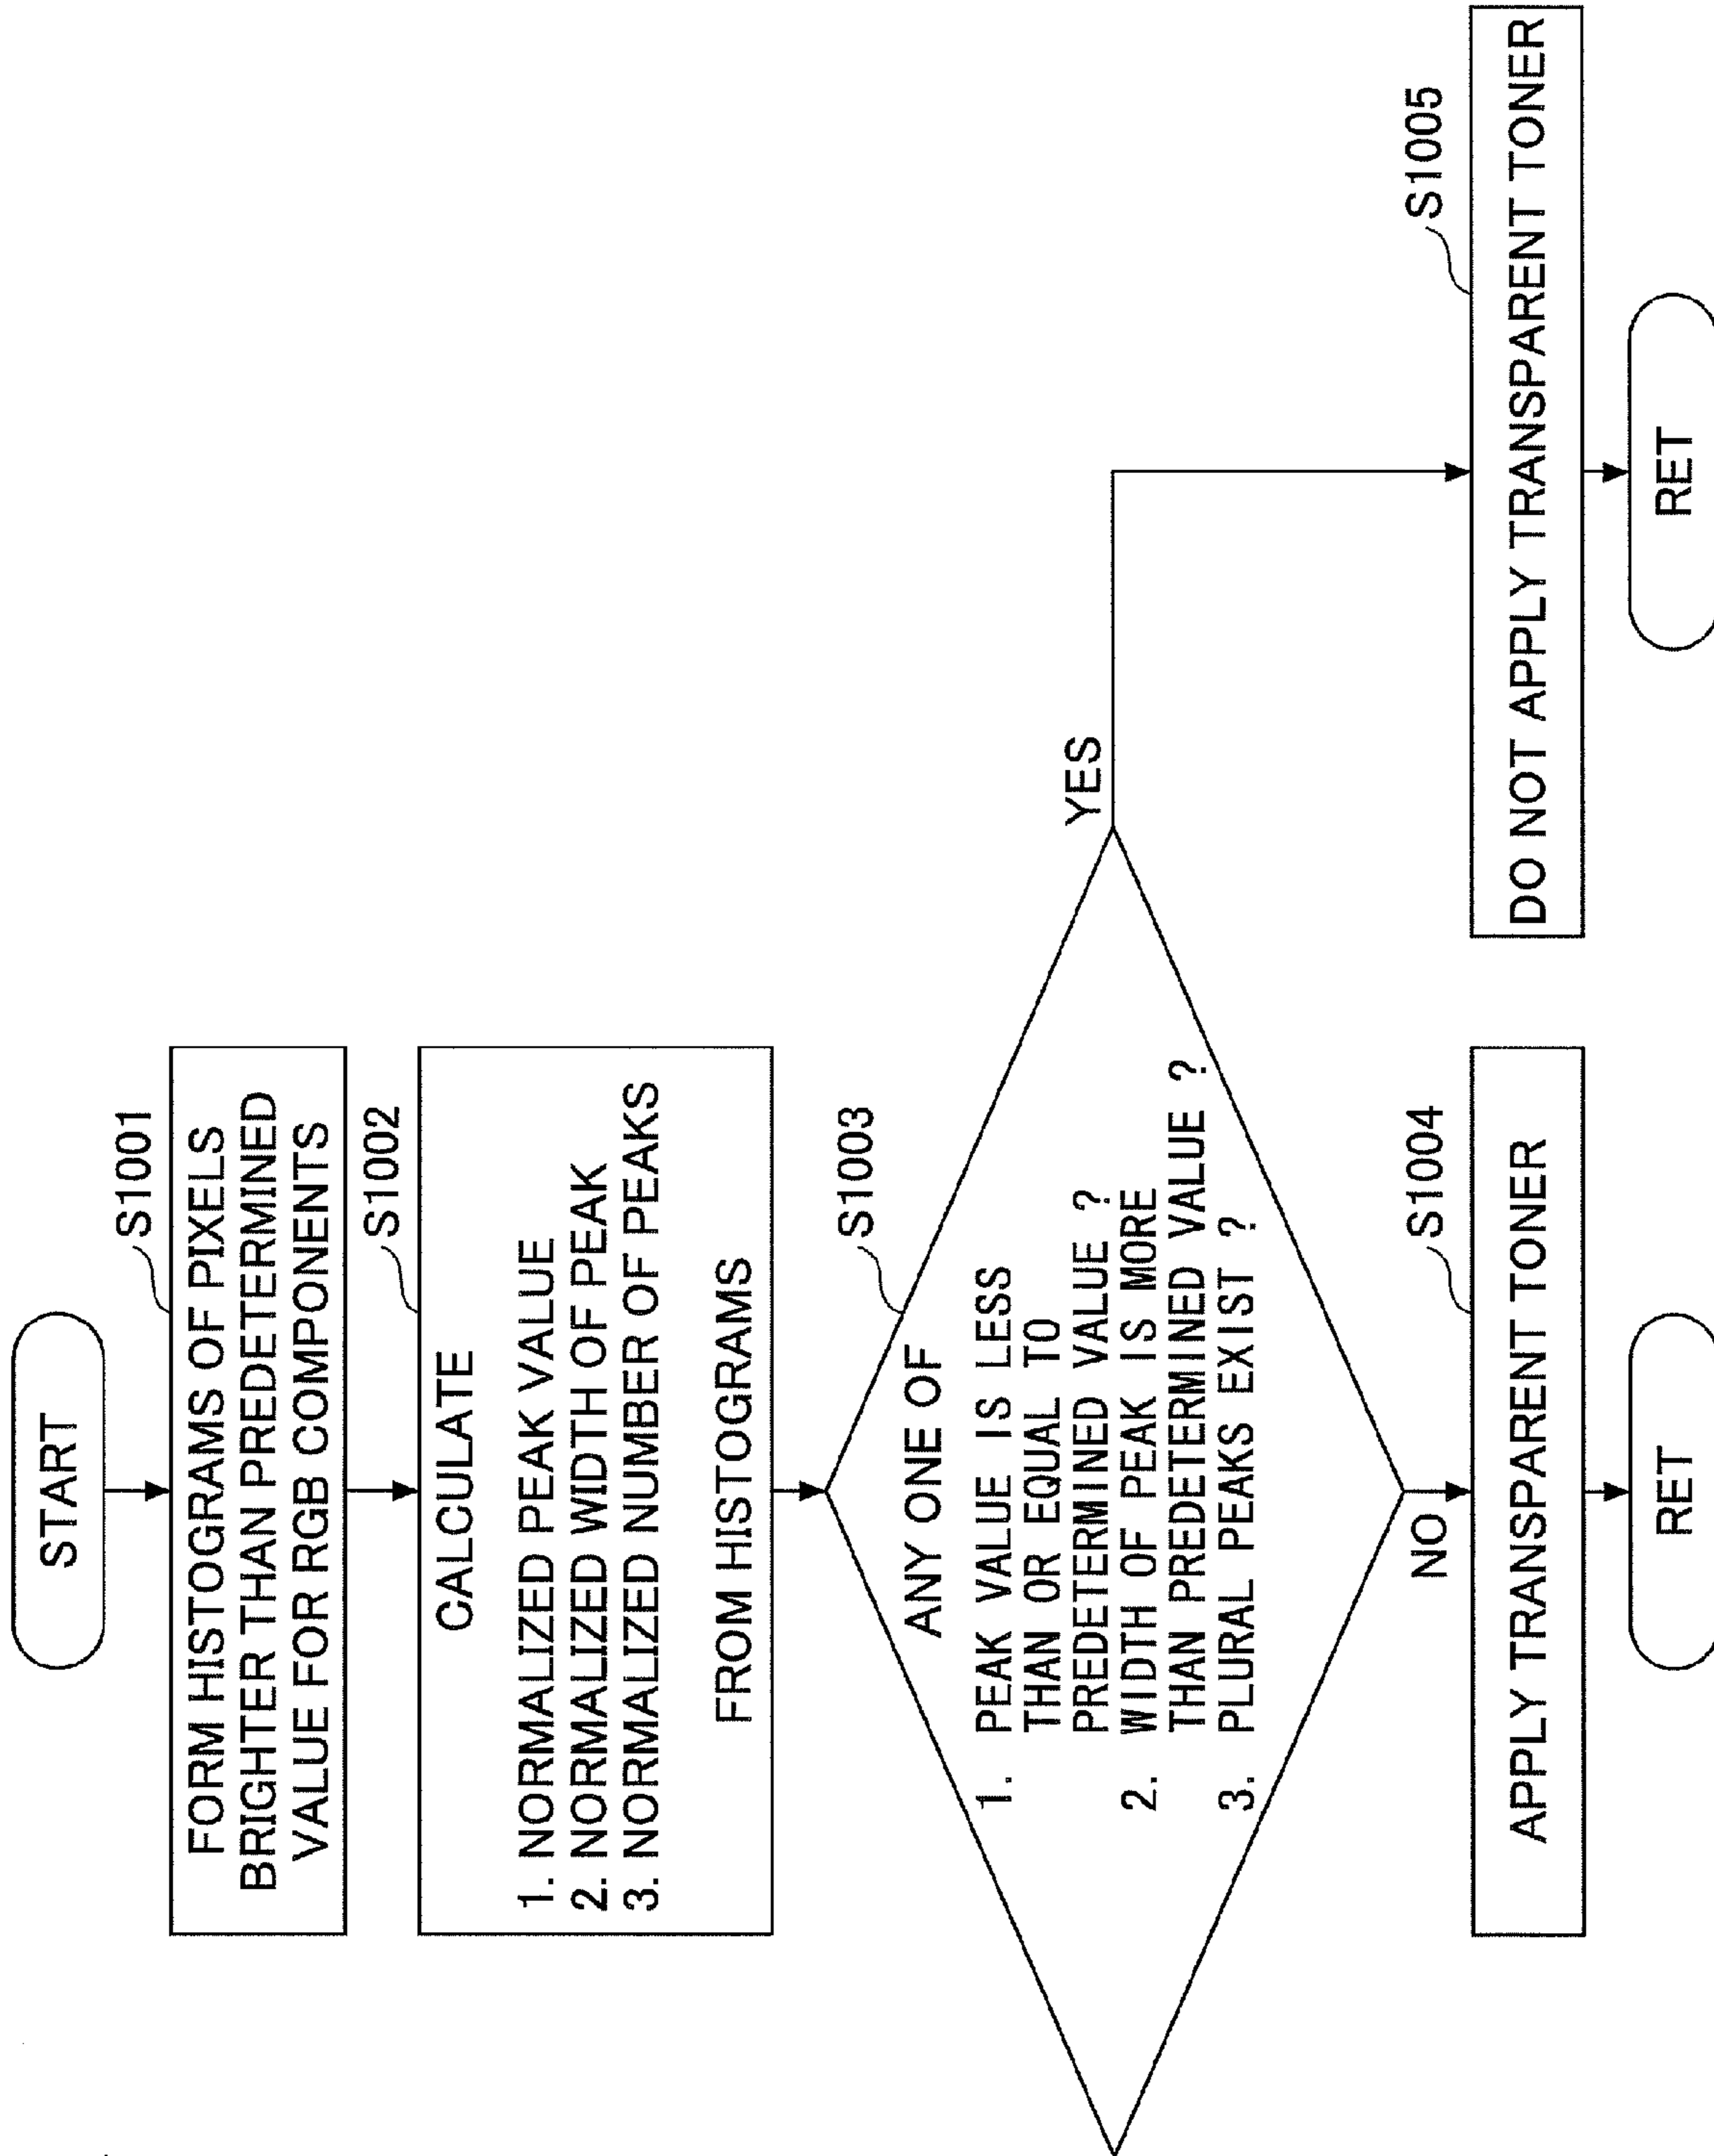 START
S1001
FORM HISTOGRAMS OF PIXELS
BRIGHTER THAN PREDETERMINED
VALUE FOR RGB COMPONENTS
S1002
CALCULATE
1. NORMALIZED PEAK VALUE
2. NORMALIZED WIDTH OF PEAK
3. NORMALIZED NUMBER OF PEAKS
FROM HISTOGRAMS
S1003
ANY ONE OF
1. PEAK VALUE IS LESS
THAN OR EQUAL TO
PREDETERMINED VALUE ?
2. WIDTH OF PEAK IS MORE
THAN PREDETERMINED VALUE ?
3. PLURAL PEAKS EXIST ?
YES
NO
S1004
APPLY TRANSPARENT TONER
RET
S1005
DO NOT APPLY TRANSPARENT TONER
RET